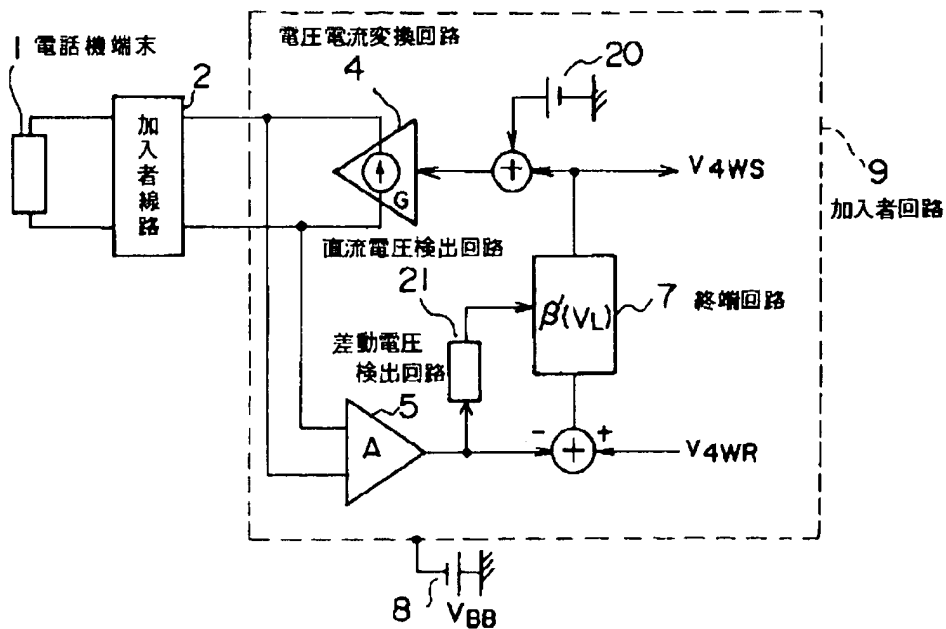 1 電話機端末
2
加入者線路
電圧電流変換回路
4
G
20
+
V4WS
9
加入者回路
直流電圧検出回路
21
差動電圧
検出回路
5
A
β'(VL)
7 終端回路
-
+
+
V4WR
8
VBB